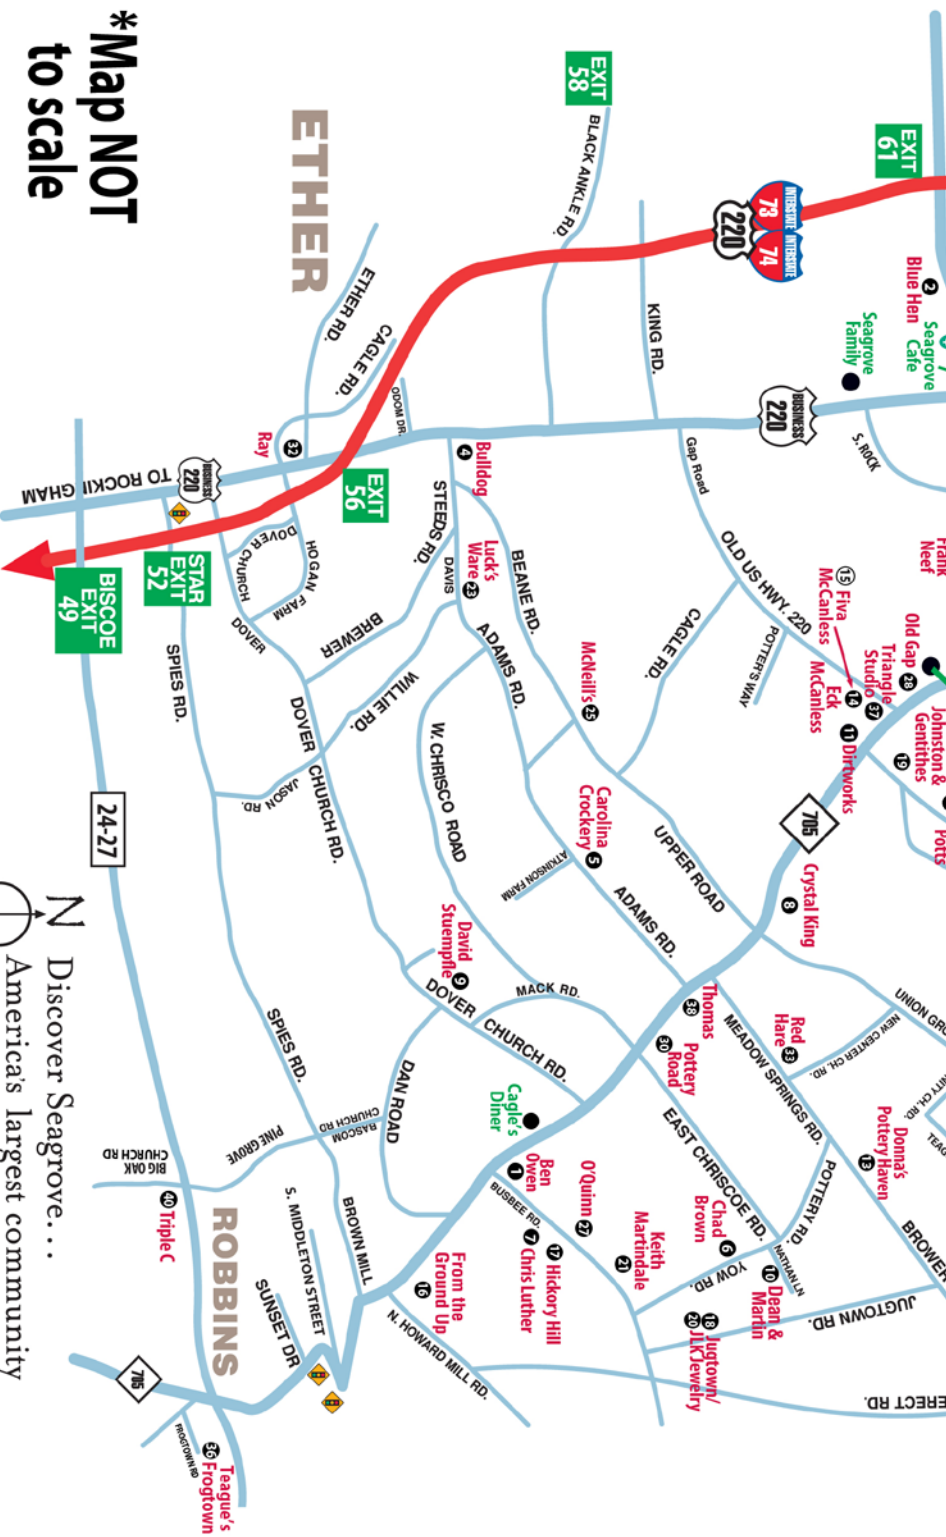 *Map NOT
to scale
ETHER
EXIT
58
BLACK ANKLE RD.
EXIT
61
INTERSTATE
73
INTERSTATE
74
220
2
Blue Hen
Seagrove
Cafe
Seagrove
Family
KING RD.
ETHER RD.
CAGLE RD.
ODOM DR.
BUSINESS
220
S. ROCK
Ray
32
TO ROCKINGHAM
BUSINESS
220
EXIT
56
Bulldog
4
Gap Road
STEEDS RD.
DAVIS
Luck's
Ware 23
BEANE RD.
OLD US HWY. 220
Frank
Neef
STAR
EXIT
52
BISCOE
EXIT
49
DOVER CHURCH
HOGAN
FARM
DOVER
BREWER
ADAMS RD.
CAGLE RD.
POTTER'S WAY
15 Fiva
McCanless
Old Gap 28
Triangle
Studio 37
14
Eck
McCanless
11 Dirtworks
Johnston &
Gentithes
19
Potts
SPIES RD.
WILLIE RD.
McNeill's 25
DOVER CHURCH RD.
JASON RD.
W. CHRISCO ROAD
Carolina
Crockery 5
ATKINSON FARM
UPPER ROAD
705
Crystal King
8
24-27
N
David
Stuempfle 9
ADAMS RD.
MACK RD.
DOVER CHURCH RD.
Thomas
38
Pottery
Road
30
MEADOW SPRINGS RD.
Red
Hare
33
NEW CENTER CH. RD.
UNION GRO
ITY CH. RD.
TEAG
Discover Seagrove...
America's largest community
SPIES RD.
DAN ROAD
BASCOM
CHURCH RD
PINE GROVE
BIG OAK
CHURCH RD
Cagle's
Diner
Ben
Owen
1
BUSBEE RD.
O'Quinn 27
EAST CHRISCOE RD.
Donna's
Pottery Haven
13
POTTERY RD.
BROWER
40 Triple C
ROBBINS
S. MIDDLETON STREET
BROWN MILL
SUNSET DR
From the
Ground Up
16
N. HOWARD MILL RD.
7 Chris Luther
17 Hickory Hill
Keith
Martindale
21
Chad
Brown
6
YOW RD.
NATHAN LN
10 Dean &
Martin
JUGTOWN RD.
18 Jugtown/
20 JLK Jewelry
ERECT RD.
705
FROGTOWN RD
36
Teague's
Frogtown